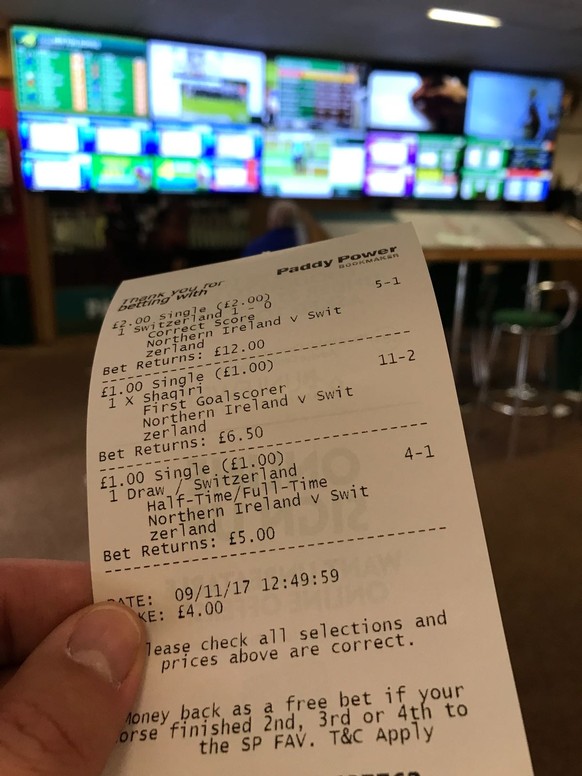 Thank you for
betting with
Paddy Power
BOOKMAKER
£2.00 Single (£2.00)
1 Switzerland 1 - 0 5-1
Correct Score
Northern Ireland v Swit
zerland
Bet Returns: £12.00
£1.00 Single (£1.00)
1 X Shaqiri 11-2
First Goalscorer
Northern Ireland v Swit
zerland
Bet Returns: £6.50
£1.00 Single (£1.00)
1 Draw / Switzerland 4-1
Half-Time/Full-Time
Northern Ireland v Swit
zerland
Bet Returns: £5.00
DATE: 09/11/17 12:49:59
KE: £4.00
lease check all selections and
prices above are correct.
Money back as a free bet if your
orse finished 2nd, 3rd or 4th to
the SP FAV. T&C Apply